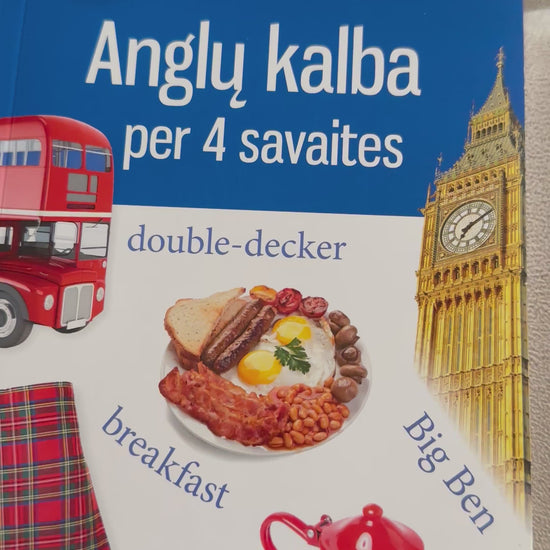 Anglų kalba
per 4 savaites
double-decker
breakfast
Big Ben